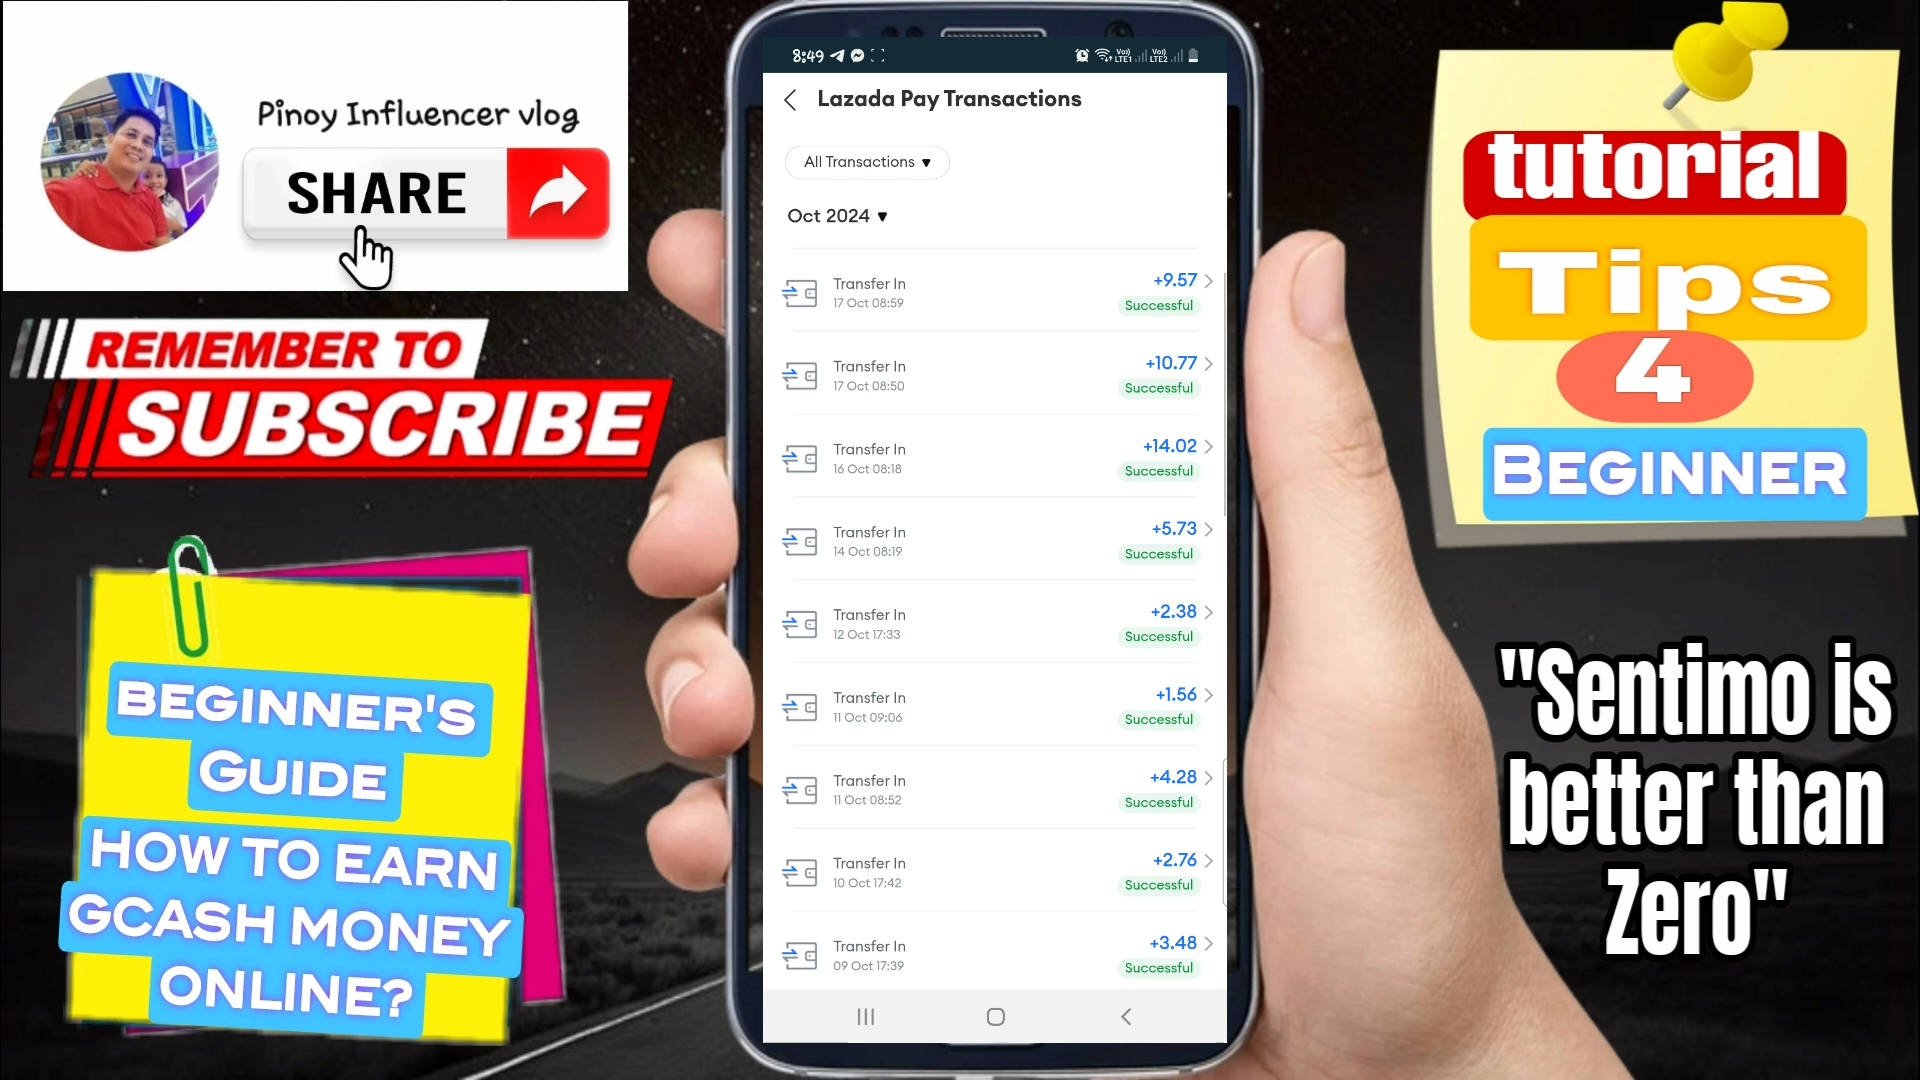 Pinoy Influencer vlog
SHARE
REMEMBER TO
SUBSCRIBE
BEGINNER'S
GUIDE
HOW TO EARN
GCASH MONEY
ONLINE?
8:49
Vo)) LTE1
Vo)) LTE2
Lazada Pay Transactions
All Transactions ▼
Oct 2024 ▼
Transfer In +9.57
17 Oct 08:59 Successful
Transfer In +10.77
17 Oct 08:50 Successful
Transfer In +14.02
16 Oct 08:18 Successful
Transfer In +5.73
14 Oct 08:19 Successful
Transfer In +2.38
12 Oct 17:33 Successful
Transfer In +1.56
11 Oct 09:06 Successful
Transfer In +4.28
11 Oct 08:52 Successful
Transfer In +2.76
10 Oct 17:42 Successful
Transfer In +3.48
09 Oct 17:39 Successful
tutorial
Tips
4
BEGINNER
"Sentimo is
better than
Zero"